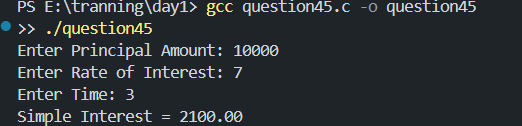 PS E:\tranning\day1> gcc question45.c -o question45
>> ./question45
Enter Principal Amount: 10000
Enter Rate of Interest: 7
Enter Time: 3
Simple Interest = 2100.00